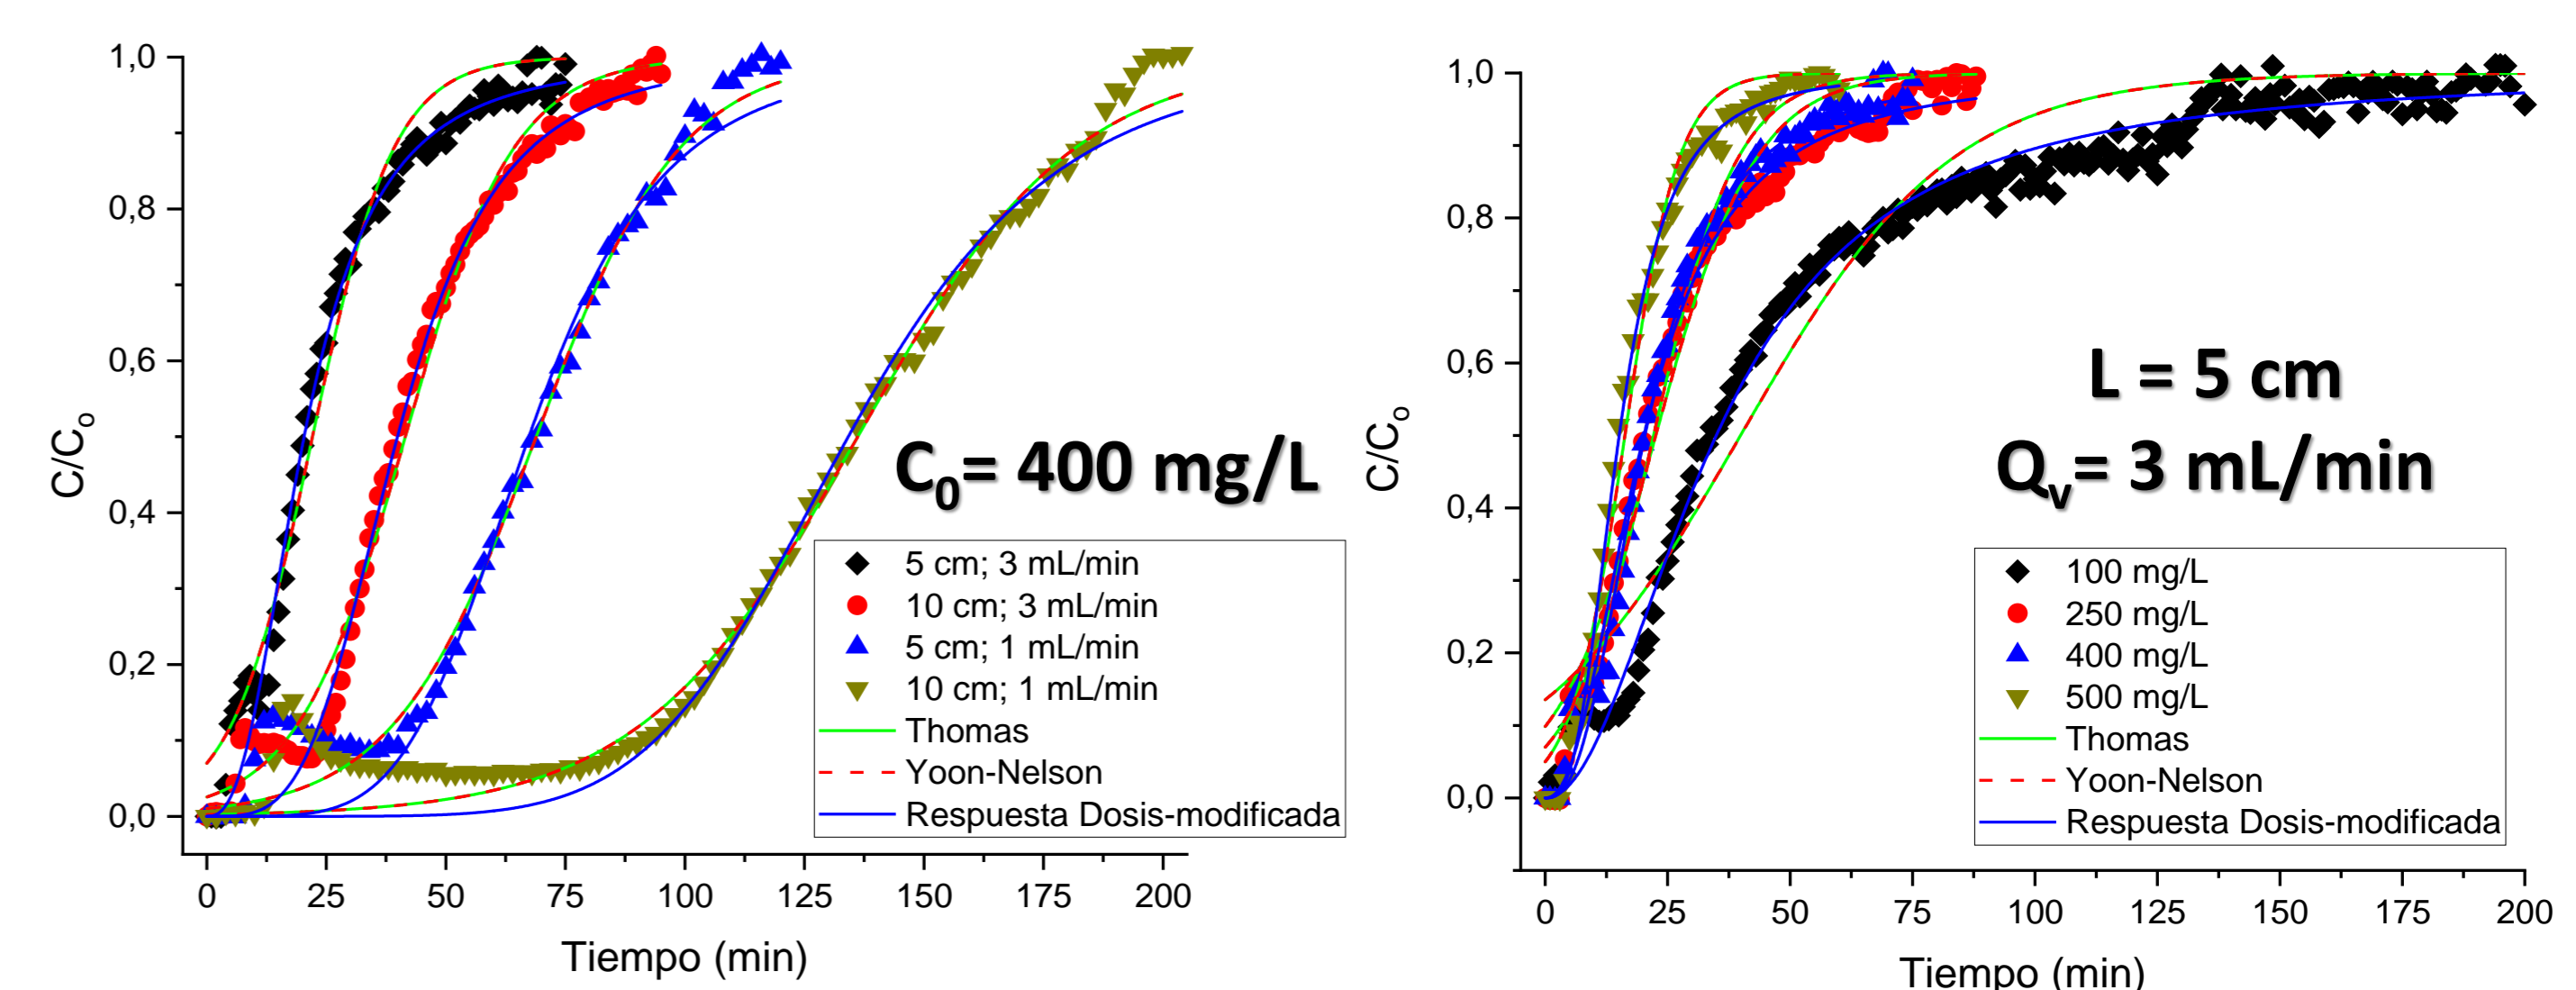 1,0
0,8
0,6
0,4
0,2
0,0
C/Co
0 25 50 75 100 125 150 175 200
Tiempo (min)
C0= 400 mg/L
5 cm; 3 mL/min
10 cm; 3 mL/min
5 cm; 1 mL/min
10 cm; 1 mL/min
Thomas
Yoon-Nelson
Respuesta Dosis-modificada
1,0
0,8
0,6
0,4
0,2
0,0
C/Co
0 25 50 75 100 125 150 175 200
Tiempo (min)
L = 5 cm
Qv= 3 mL/min
100 mg/L
250 mg/L
400 mg/L
500 mg/L
Thomas
Yoon-Nelson
Respuesta Dosis-modificada